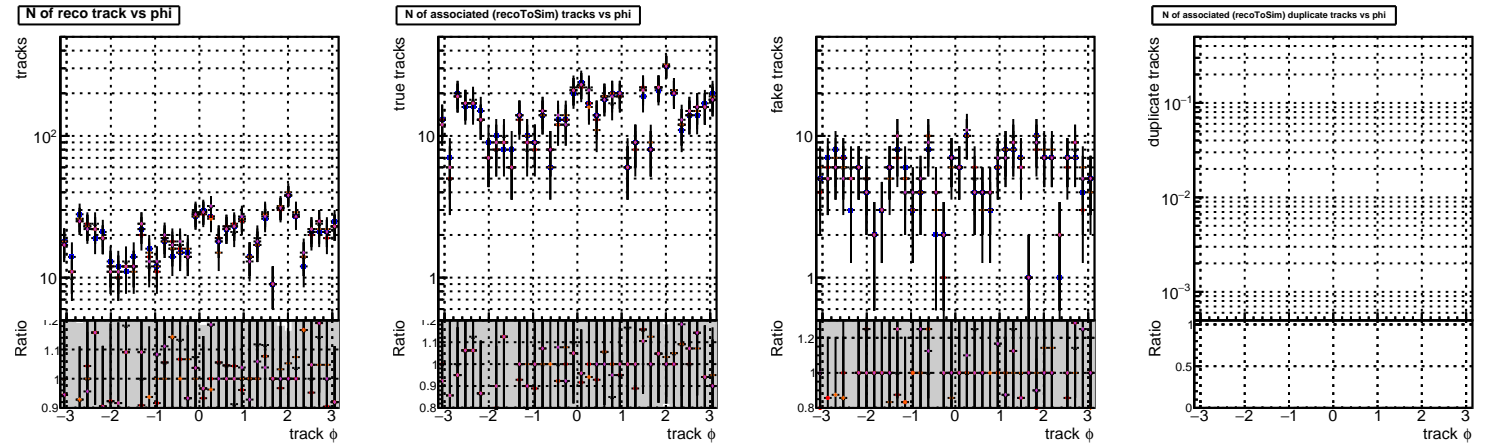 N of reco track vs phi
tracks
10²
10
Ratio
1.2
1.1
1
0.9
−3 −2 −1 0 1 2 3
track ϕ
N of associated (recoToSim) tracks vs phi
true tracks
10
1
Ratio
1.2
1.1
1
0.9
0.8
−3 −2 −1 0 1 2 3
track ϕ
fake tracks
10
1
Ratio
1.2
1
0.8
−3 −2 −1 0 1 2 3
track ϕ
N of associated (recoToSim) duplicate tracks vs phi
duplicate tracks
10⁻¹
10⁻²
10⁻³
Ratio
1
0.5
0
−3 −2 −1 0 1 2 3
track ϕ